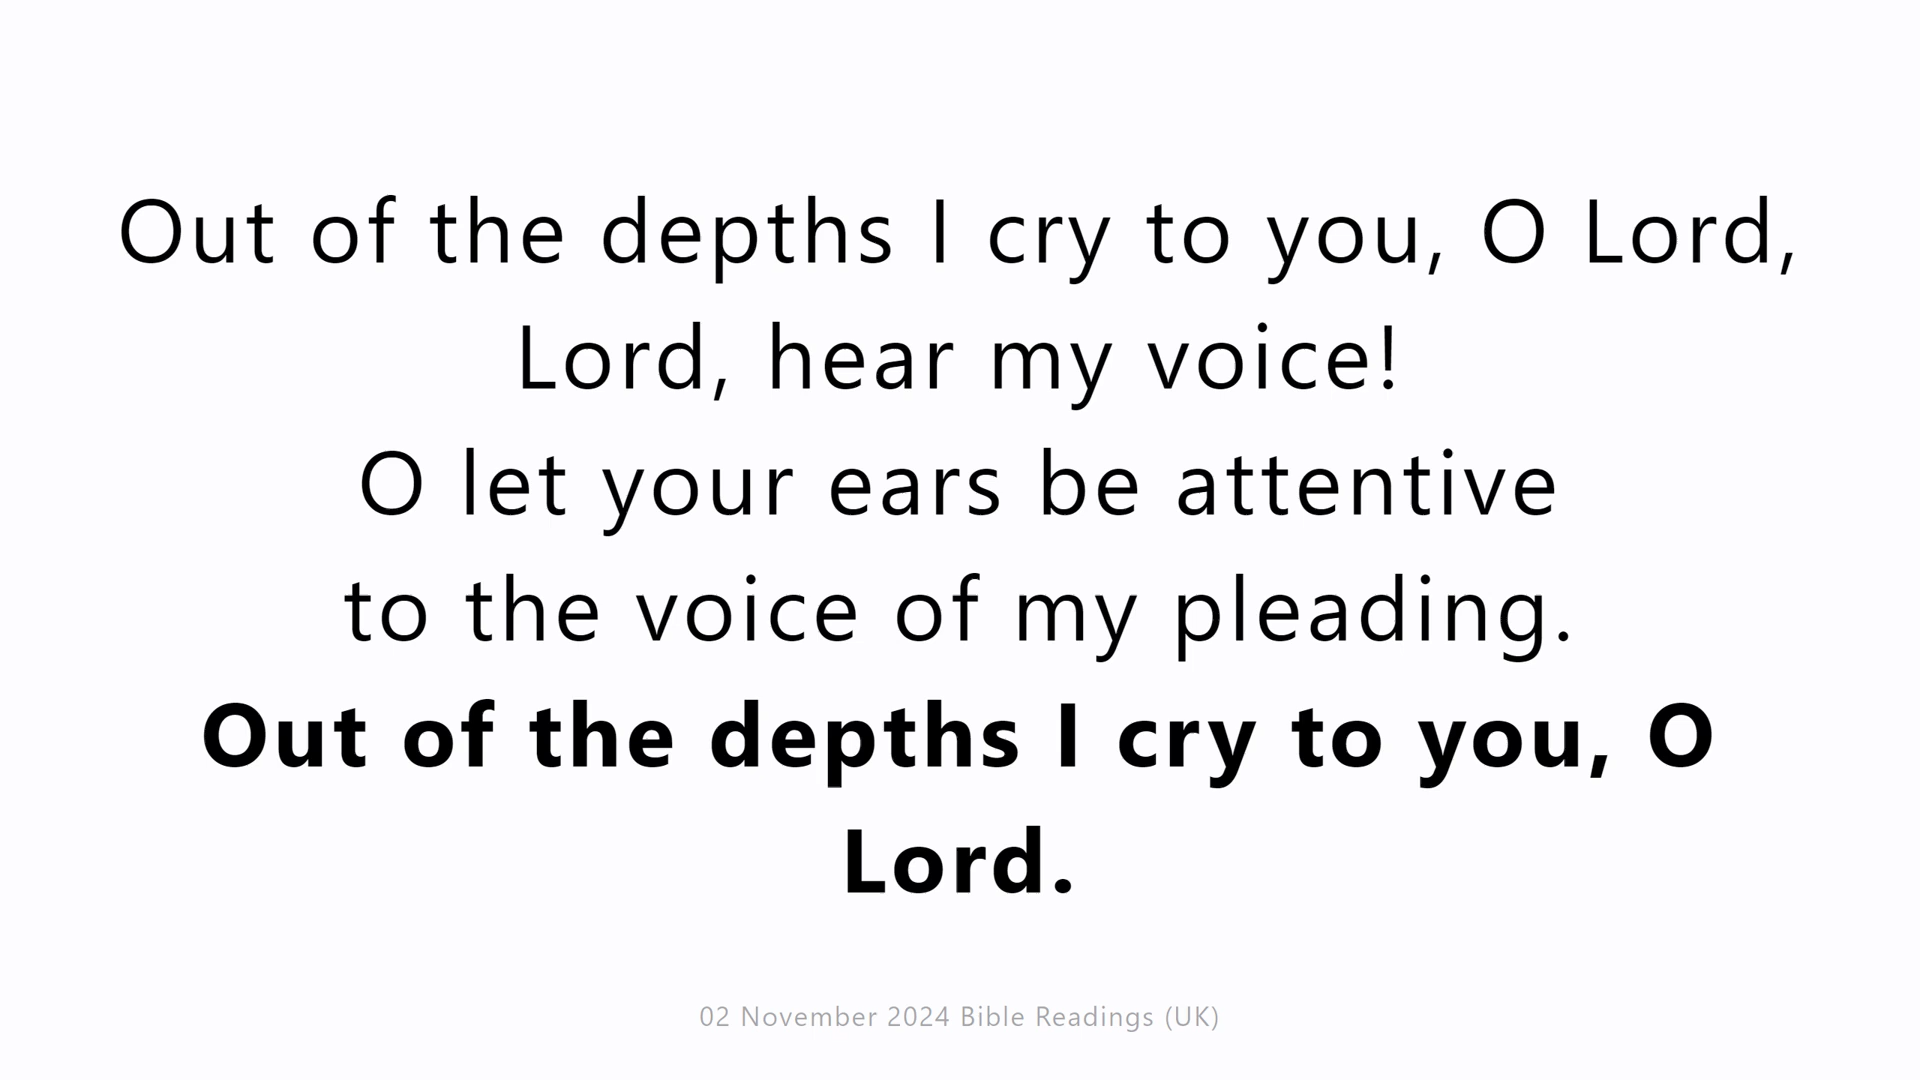 Out of the depths I cry to you, O Lord,
Lord, hear my voice!
O let your ears be attentive
to the voice of my pleading.
Out of the depths I cry to you, O
Lord.
02 November 2024 Bible Readings (UK)